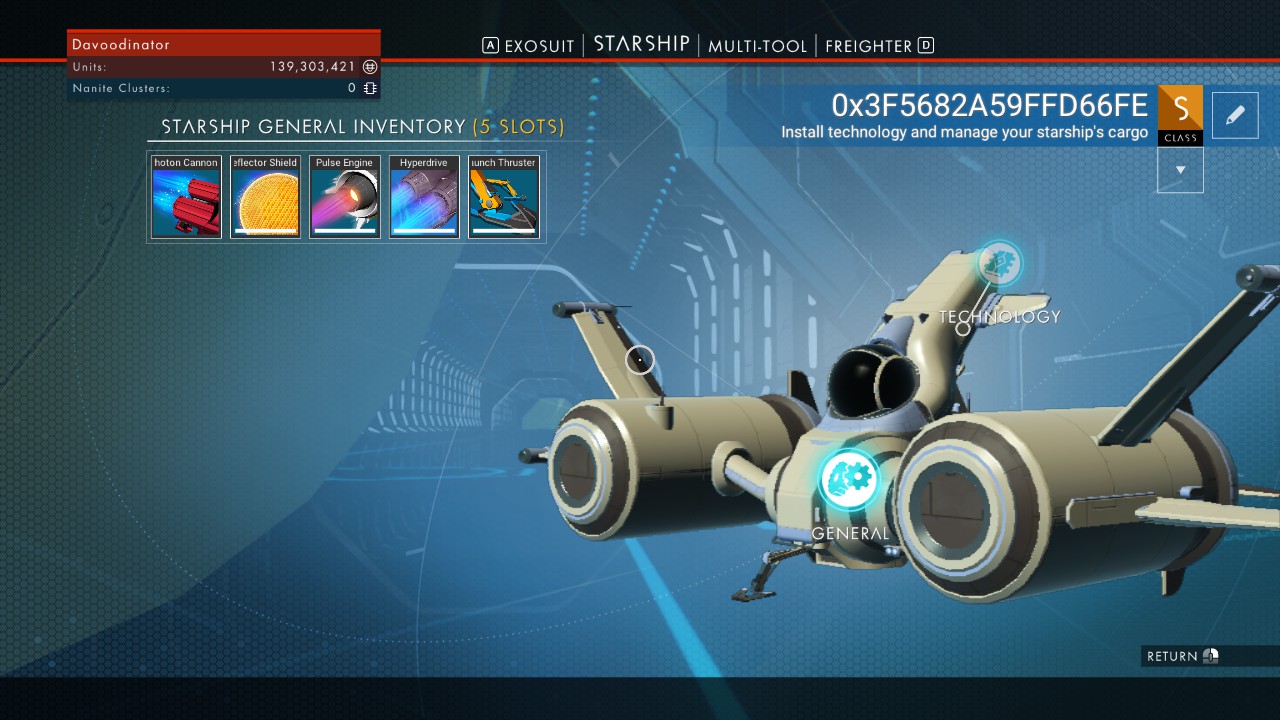 Davoodinator
Units: 139,303,421
Nanite Clusters: 0
A EXOSUIT STARSHIP MULTI-TOOL FREIGHTER D
0x3F5682A59FFD66FE
Install technology and manage your starship's cargo
S
CLASS
STARSHIP GENERAL INVENTORY (5 SLOTS)
hoton Cannon eflector Shield Pulse Engine Hyperdrive unch Thruster
TECHNOLOGY
GENERAL
RETURN